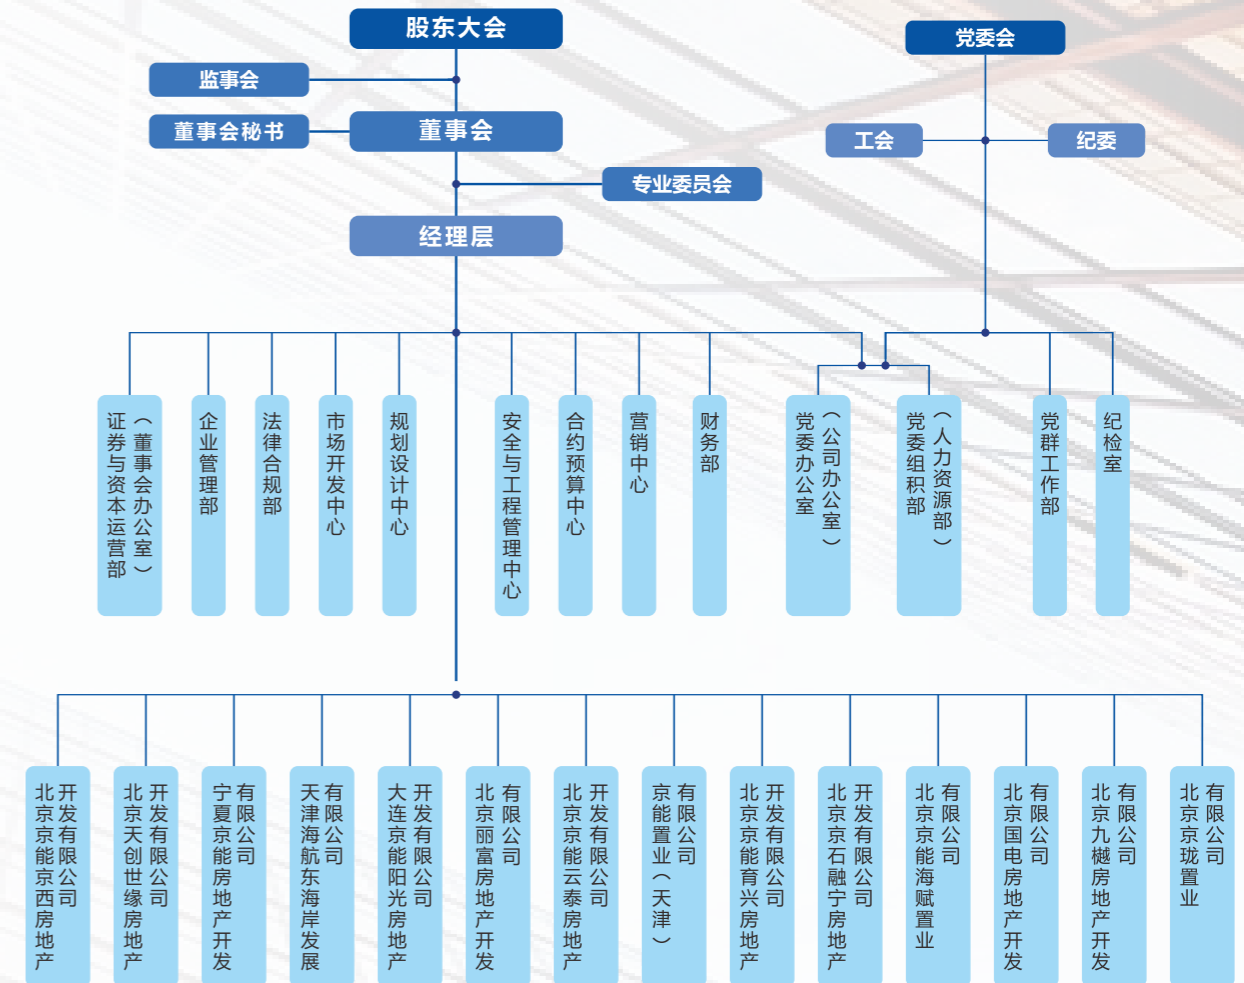 股东大会
党委会
监事会
董事会秘书
董事会
工会
纪委
专业委员会
经理层
证券与资本运营部
（董事会办公室）
企业管理部
法律合规部
市场开发中心
规划设计中心
安全与工程管理中心
合约预算中心
营销中心
财务部
党委办公室
（公司办公室）
党委组织部
（人力资源部）
党群工作部
纪检室
北京京能京西房地产
开发有限公司
北京天创世缘房地产
开发有限公司
宁夏京能房地产开发
有限公司
天津海航东海岸发展
有限公司
大连京能阳光房地产
开发有限公司
北京丽富房地产开发
有限公司
北京京能云泰房地产
开发有限公司
京能置业（天津）
有限公司
北京京能育兴房地产
开发有限公司
北京京石融宁房地产
开发有限公司
北京京能海赋置业
有限公司
北京国电房地产开发
有限公司
北京九樾房地产开发
有限公司
北京京珑置业
有限公司